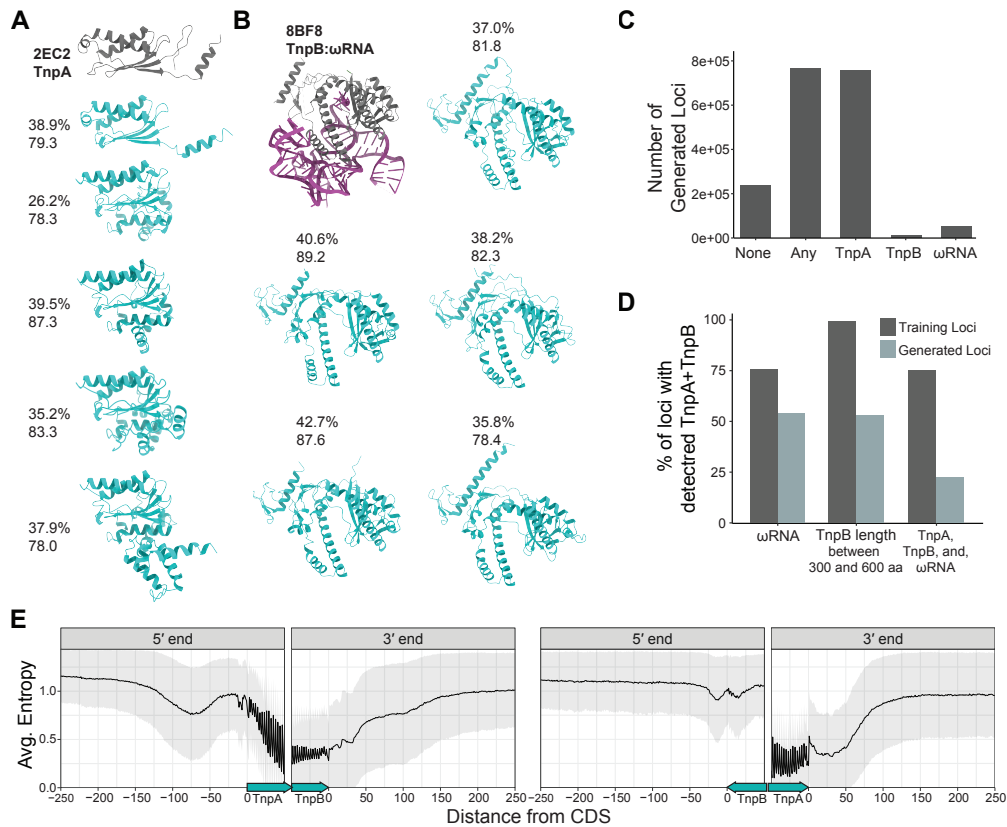 A
2EC2
TnpA
38.9%
79.3
26.2%
78.3
39.5%
87.3
35.2%
83.3
37.9%
78.0
B
8BF8
TnpB:ωRNA
37.0%
81.8
40.6%
89.2
38.2%
82.3
42.7%
87.6
35.8%
78.4
C
Number of
Generated Loci
8e+05
6e+05
4e+05
2e+05
0e+00
None Any TnpA TnpB ωRNA
D
% of loci with
detectred TnpA+TnpB
100
75
50
25
0
Training Loci
Generated Loci
ωRNA
TnpB length
between
300 and 600 aa
TnpA,
TnpB, and,
ωRNA
E
5′ end 3′ end 5′ end 3′ end
Avg. Entropy
1.0
0.5
0.0
TnpA TnpB TnpB TnpA
−250 −200 −150 −100 −50 0 0 50 100 150 200 250 −250 −200 −150 −100 −50 0 0 50 100 150 200 250
Distance from CDS